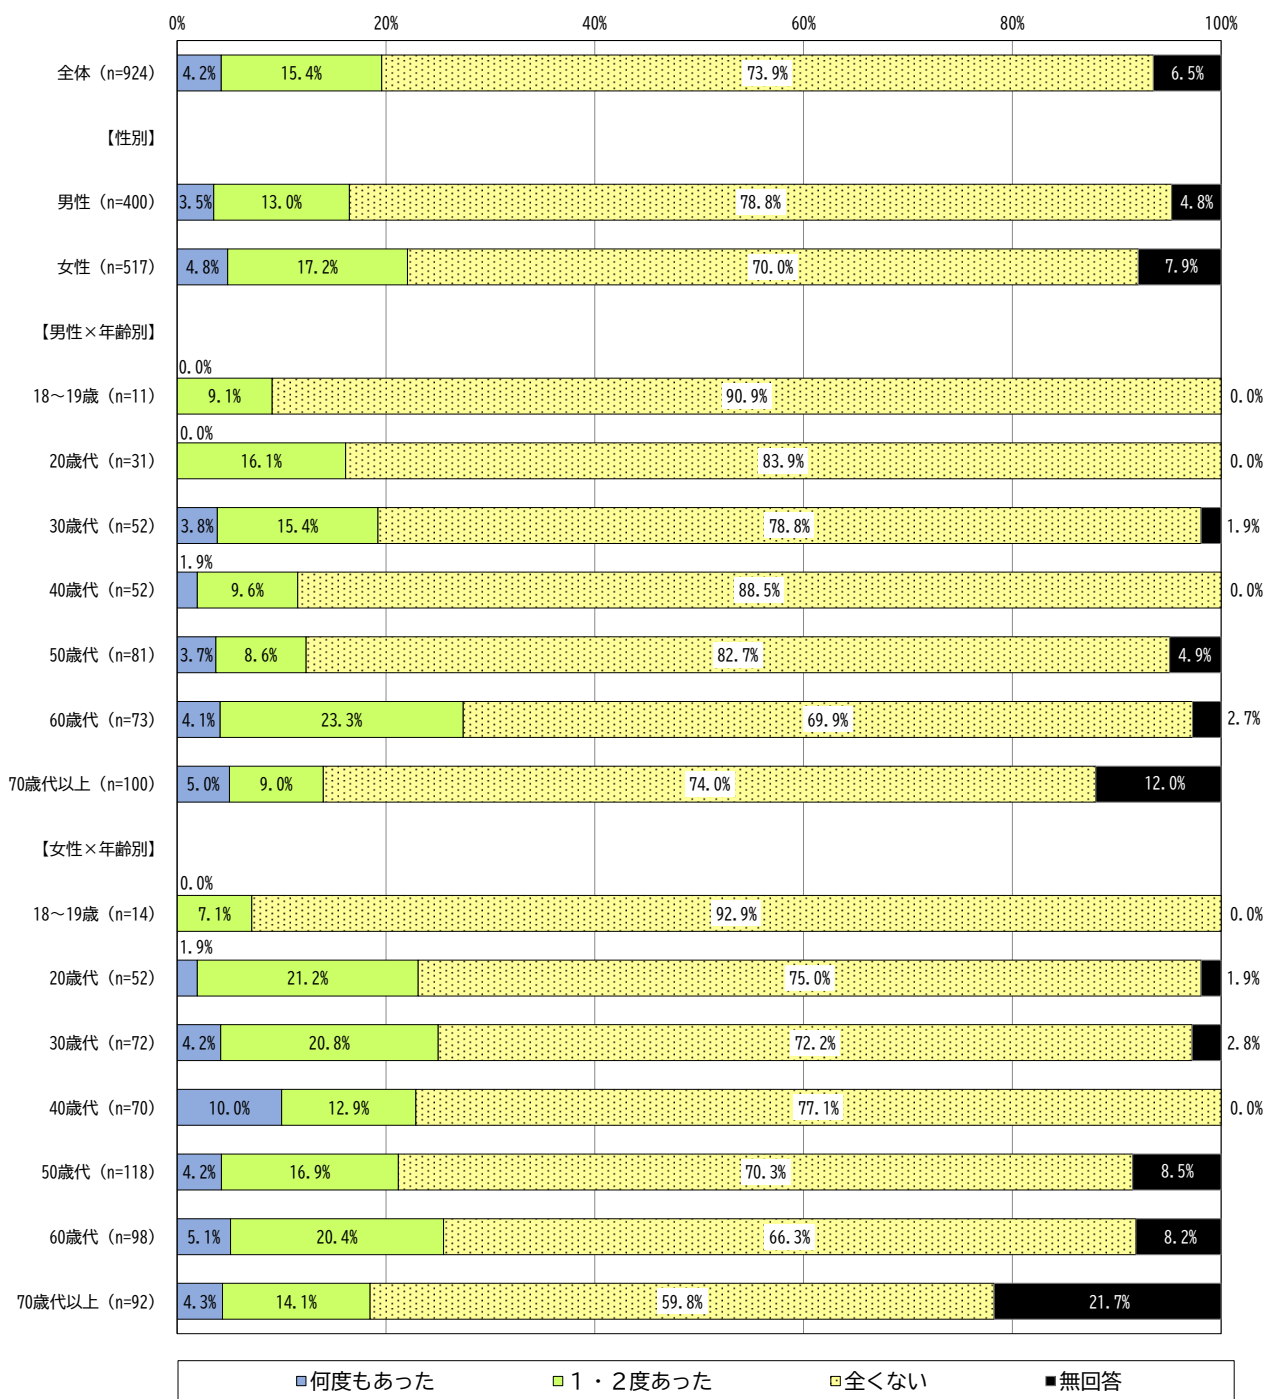 0% 20% 40% 60% 80% 100%
全体 (n=924) 4.2% 15.4% 73.9% 6.5%
【性別】
男性 (n=400) 3.5% 13.0% 78.8% 4.8%
女性 (n=517) 4.8% 17.2% 70.0% 7.9%
【男性×年齢別】
0.0%
18～19歳 (n=11) 9.1% 90.9% 0.0%
0.0%
20歳代 (n=31) 16.1% 83.9% 0.0%
30歳代 (n=52) 3.8% 15.4% 78.8% 1.9%
1.9%
40歳代 (n=52) 9.6% 88.5% 0.0%
50歳代 (n=81) 3.7% 8.6% 82.7% 4.9%
60歳代 (n=73) 4.1% 23.3% 69.9% 2.7%
70歳代以上 (n=100) 5.0% 9.0% 74.0% 12.0%
【女性×年齢別】
0.0%
18～19歳 (n=14) 7.1% 92.9% 0.0%
1.9%
20歳代 (n=52) 21.2% 75.0% 1.9%
30歳代 (n=72) 4.2% 20.8% 72.2% 2.8%
40歳代 (n=70) 10.0% 12.9% 77.1% 0.0%
50歳代 (n=118) 4.2% 16.9% 70.3% 8.5%
60歳代 (n=98) 5.1% 20.4% 66.3% 8.2%
70歳代以上 (n=92) 4.3% 14.1% 59.8% 21.7%
何度もあった １・２度あった 全くない 無回答